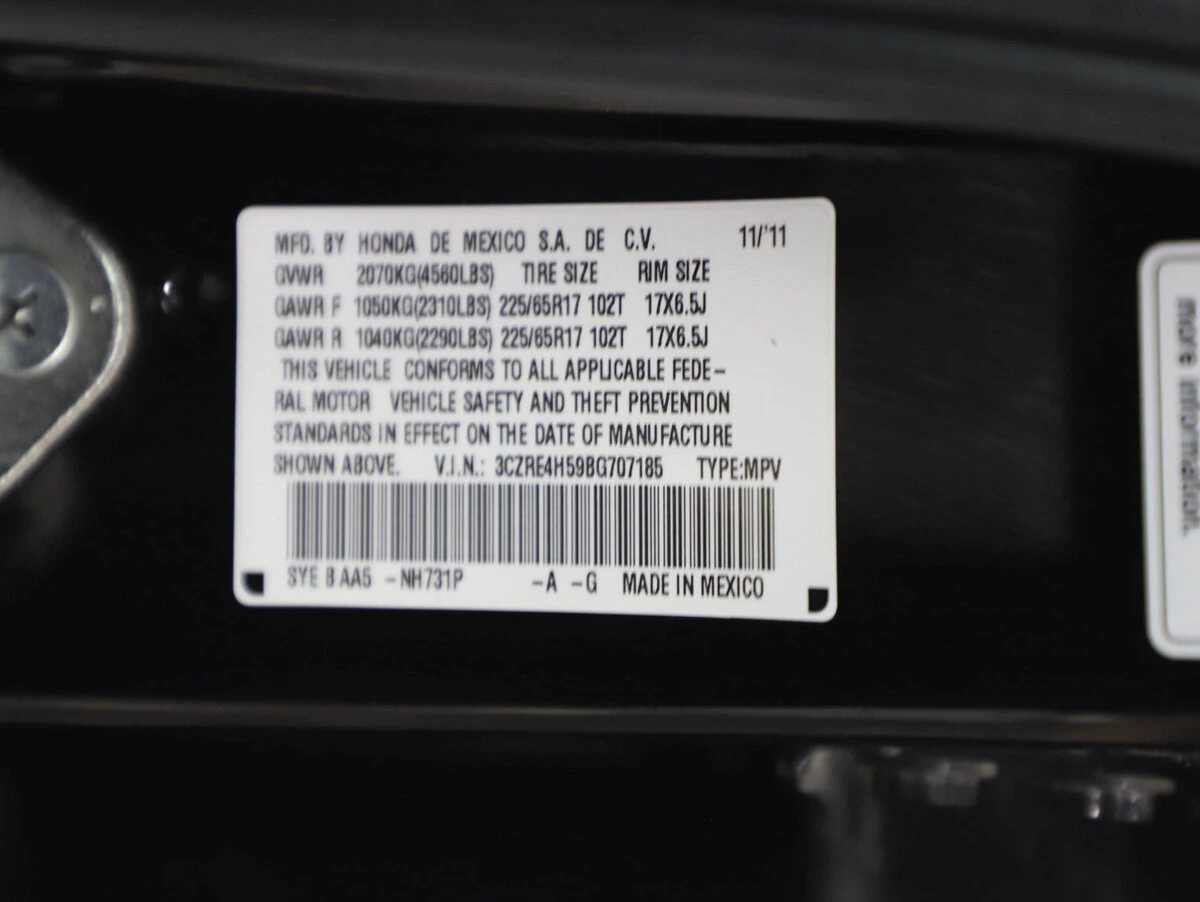 MFD. BY HONDA DE MEXICO S.A. DE C.V. 11/'11
GVWR 2070KG(4560LBS) TIRE SIZE RIM SIZE
GAWR F 1050KG(2310LBS) 225/65R17 102T 17X6.5J
GAWR R 1040KG(2290LBS) 225/65R17 102T 17X6.5J
THIS VEHICLE CONFORMS TO ALL APPLICABLE FEDE-
RAL MOTOR VEHICLE SAFETY AND THEFT PREVENTION
STANDARDS IN EFFECT ON THE DATE OF MANUFACTURE
SHOWN ABOVE. V.I.N.: 3CZRE4H59BG707185 TYPE:MPV
SYE B AA5 -NH731P -A -G MADE IN MEXICO
more information.